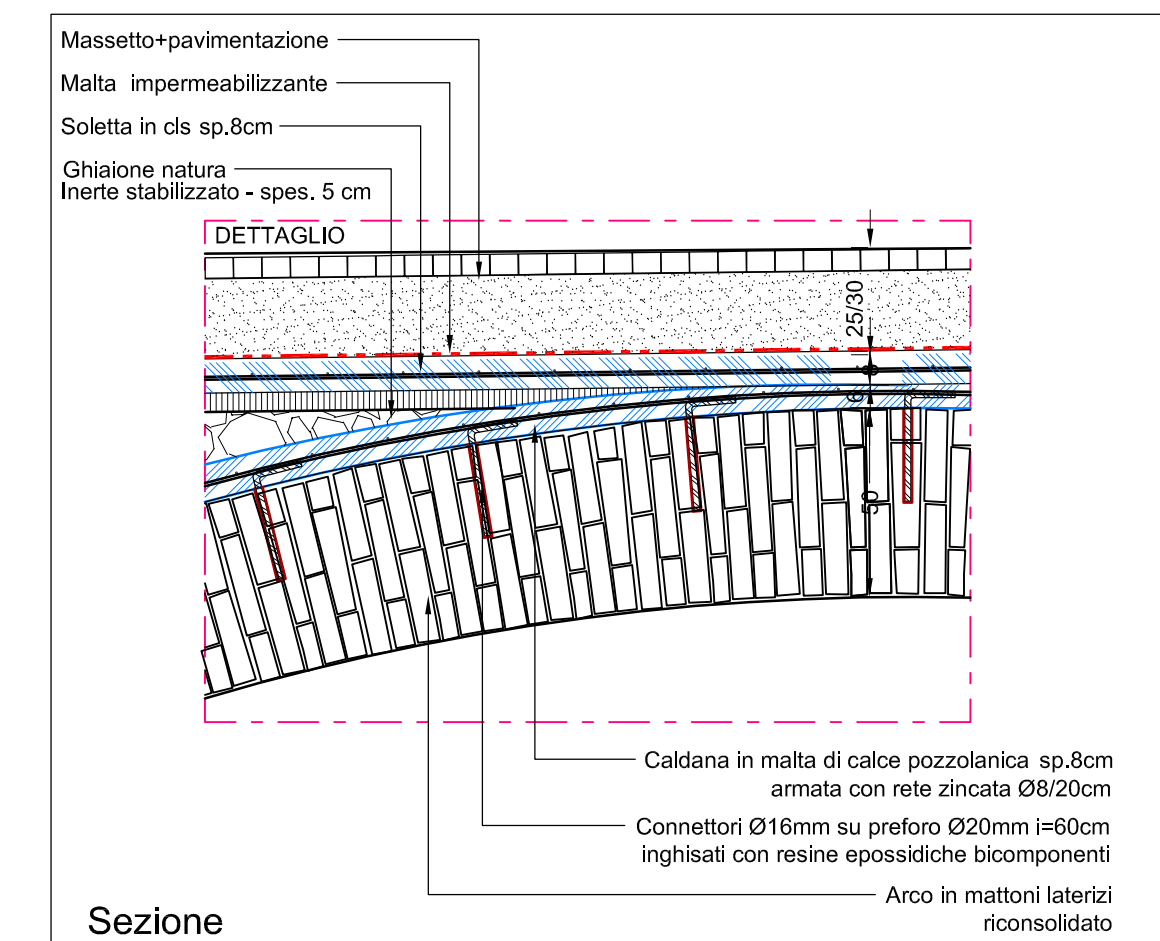 Massetto+pavimentazione
Malta impermeabilizzante
Soletta in cls sp.8cm
Ghiaione natura
Inerte stabilizzato - spes. 5 cm
DETTAGLIO
25/30
8
6
50
Caldana in malta di calce pozzolanica sp.8cm
armata con rete zincata Ø8/20cm
Connettori Ø16mm su preforo Ø20mm i=60cm
inghisati con resine epossidiche bicomponenti
Arco in mattoni laterizi
riconsolidato
Sezione